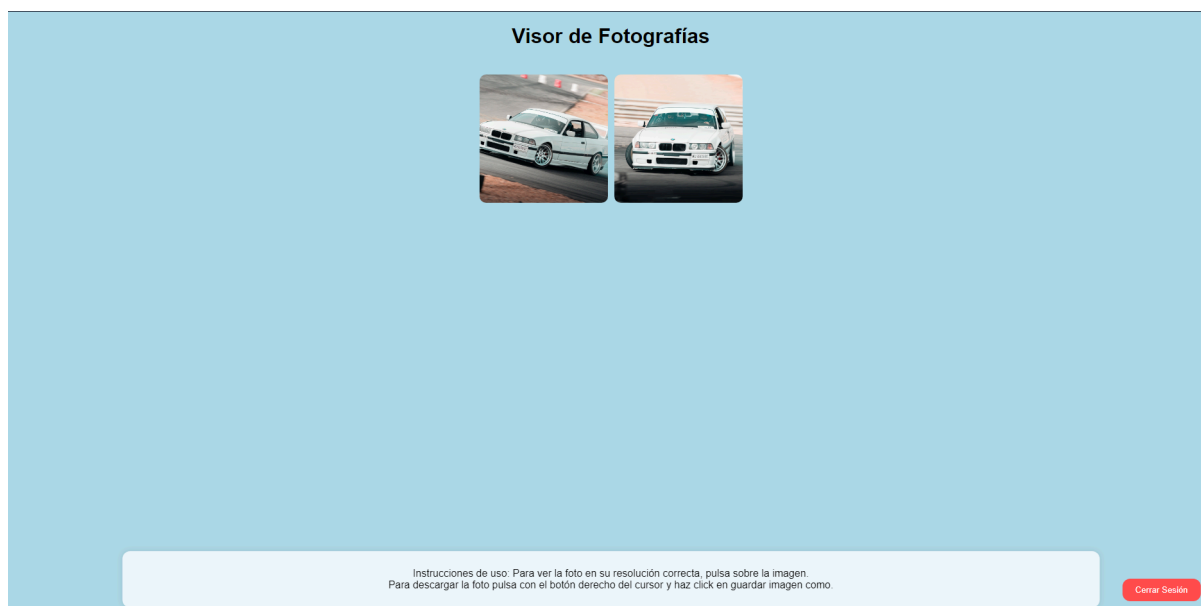 Visor de Fotografías
Instrucciones de uso: Para ver la foto en su resolución correcta, pulsa sobre la imagen.
Para descargar la foto pulsa con el botón derecho del cursor y haz click en guardar imagen como.
Cerrar Sesión